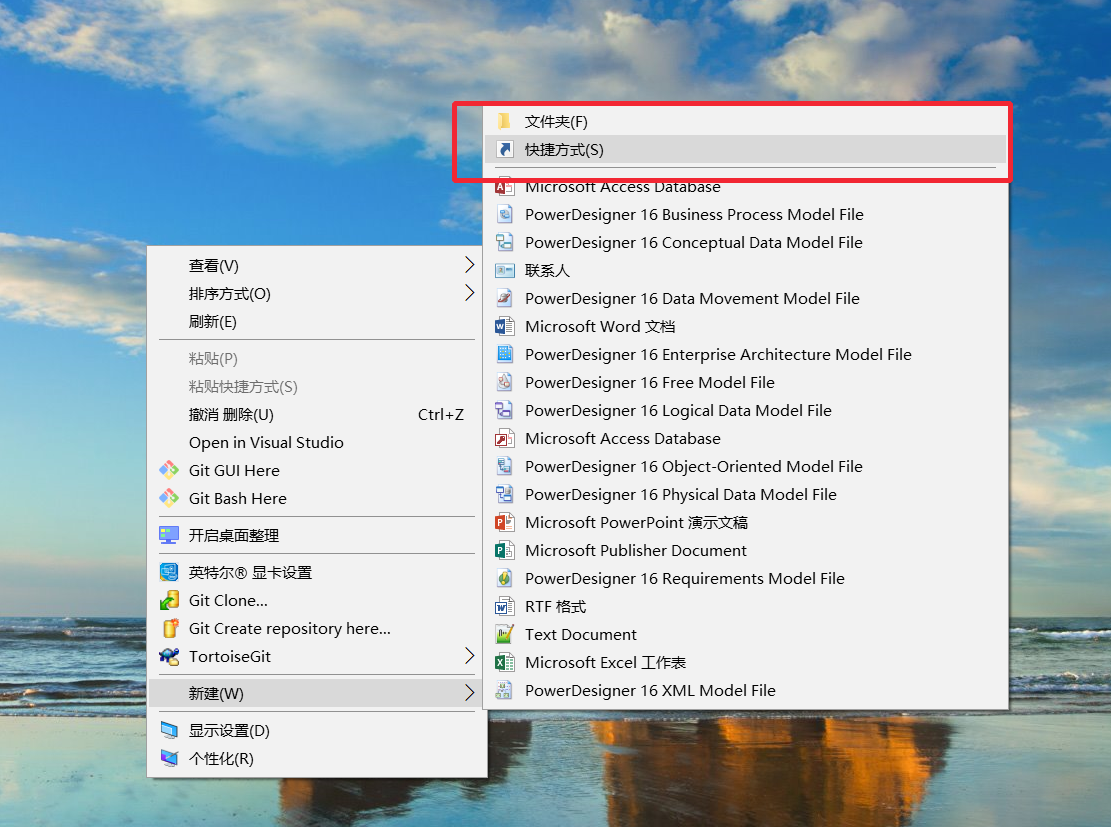 文件夹(F)
快捷方式(S)
Microsoft Access Database
PowerDesigner 16 Business Process Model File
PowerDesigner 16 Conceptual Data Model File
联系人
PowerDesigner 16 Data Movement Model File
Microsoft Word 文档
PowerDesigner 16 Enterprise Architecture Model File
PowerDesigner 16 Free Model File
PowerDesigner 16 Logical Data Model File
Microsoft Access Database
PowerDesigner 16 Object-Oriented Model File
PowerDesigner 16 Physical Data Model File
Microsoft PowerPoint 演示文稿
Microsoft Publisher Document
PowerDesigner 16 Requirements Model File
RTF 格式
Text Document
Microsoft Excel 工作表
PowerDesigner 16 XML Model File
查看(V)
排序方式(O)
刷新(E)
粘贴(P)
粘贴快捷方式(S)
撤消 删除(U) Ctrl+Z
Open in Visual Studio
Git GUI Here
Git Bash Here
开启桌面整理
英特尔® 显卡设置
Git Clone...
Git Create repository here...
TortoiseGit
新建(W)
显示设置(D)
个性化(R)